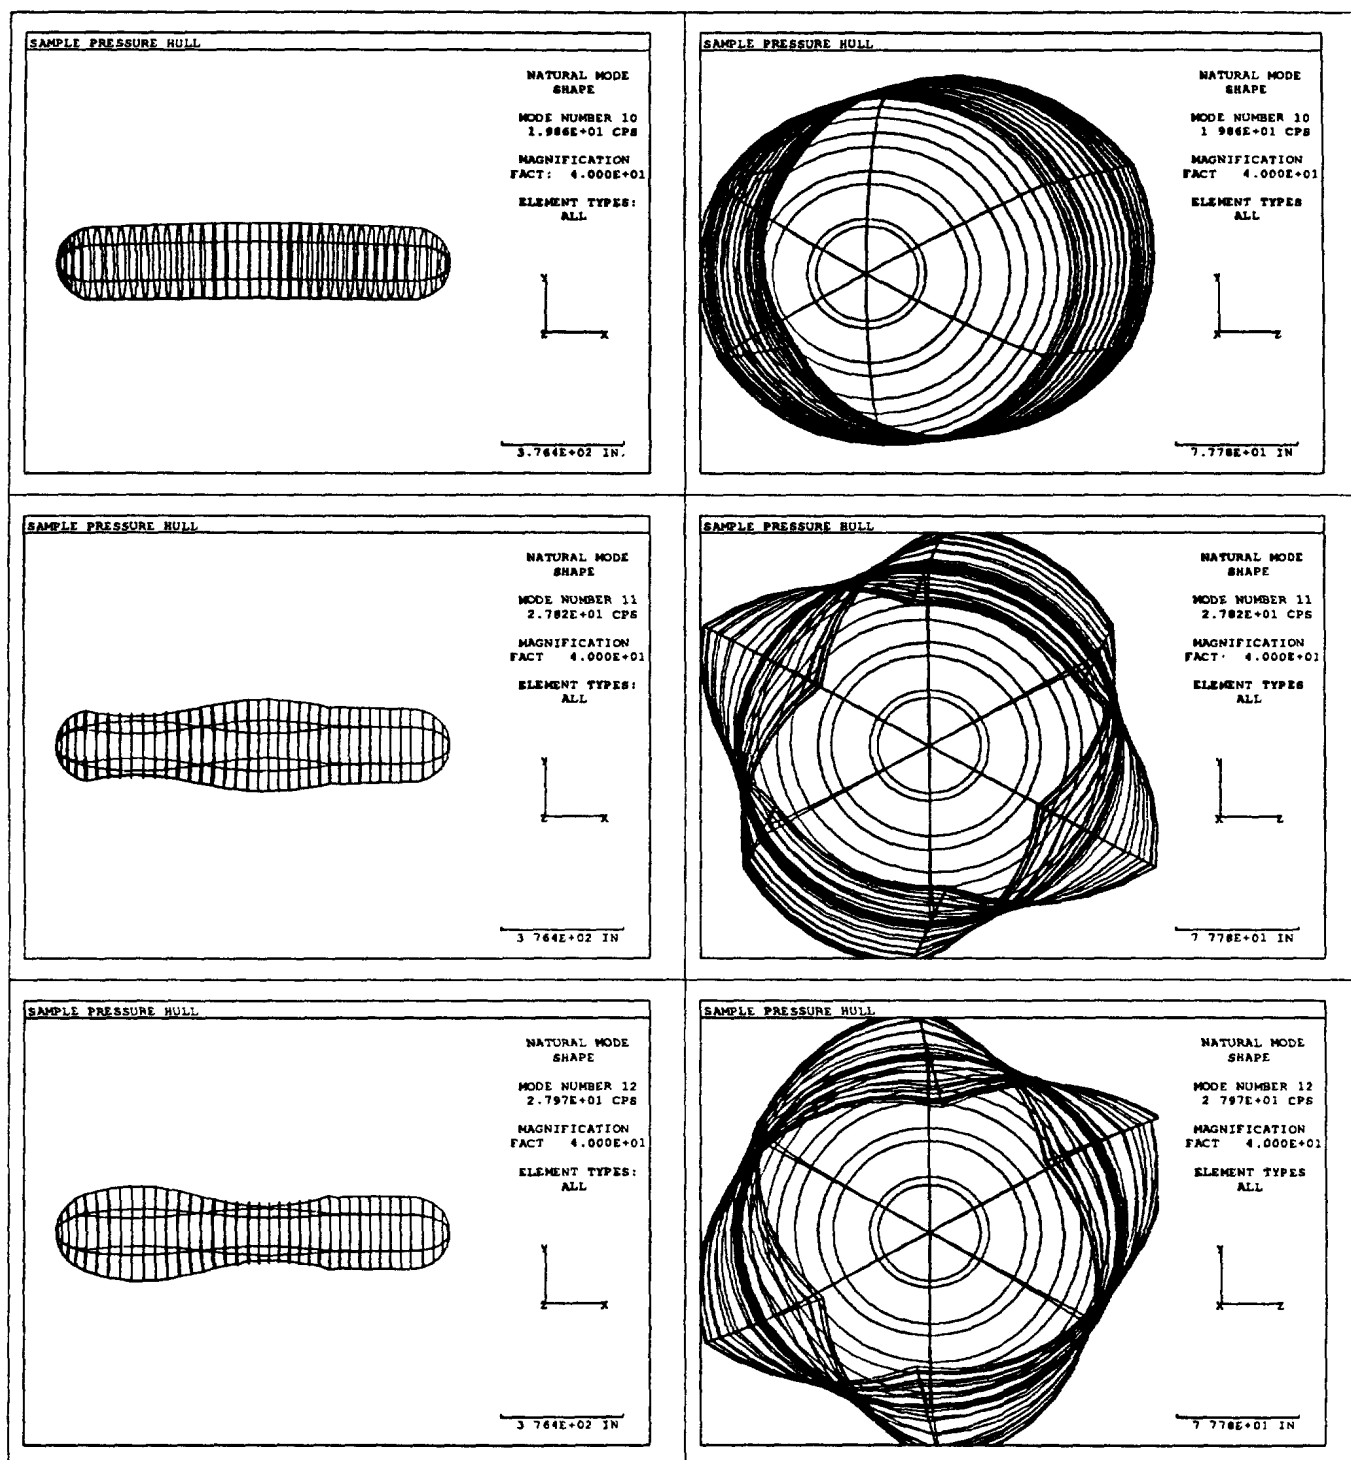 SAMPLE PRESSURE HULL
NATURAL MODE
SHAPE
MODE NUMBER 10
1.986E+01 CPS
MAGNIFICATION
FACT: 4.000E+01
ELEMENT TYPES:
ALL
Y
Z X
3.764E+02 IN.
SAMPLE PRESSURE HULL
NATURAL MODE
SHAPE
MODE NUMBER 10
1 986E+01 CPS
MAGNIFICATION
FACT 4.000E+01
ELEMENT TYPES
ALL
Y
X Z
7.778E+01 IN
SAMPLE PRESSURE HULL
NATURAL MODE
SHAPE
MODE NUMBER 11
2.782E+01 CPS
MAGNIFICATION
FACT 4.000E+01
ELEMENT TYPES:
ALL
Y
Z X
3 764E+02 IN
SAMPLE PRESSURE HULL
NATURAL MODE
SHAPE
MODE NUMBER 11
2.782E+01 CPS
MAGNIFICATION
FACT' 4.000E+01
ELEMENT TYPES
ALL
Y
X Z
7 778E+01 IN
SAMPLE PRESSURE HULL
NATURAL MODE
SHAPE
MODE NUMBER 12
2.797E+01 CPS
MAGNIFICATION
FACT 4.000E+01
ELEMENT TYPES:
ALL
Y
Z X
3 764E+02 IN
SAMPLE PRESSURE HULL
NATURAL MODE
SHAPE
MODE NUMBER 12
2 797E+01 CPS
MAGNIFICATION
FACT 4.000E+01
ELEMENT TYPES
ALL
Y
X Z
7 778E+01 IN